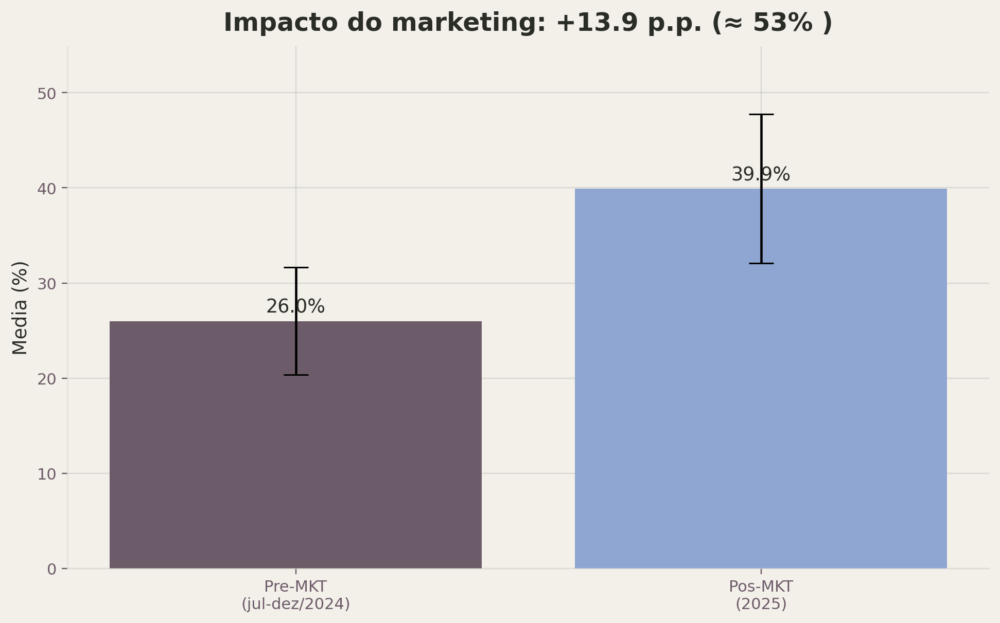 Impacto do marketing: +13.9 p.p. (≈ 53% )
Media (%)
50
40
30
20
10
0
26.0%
39.9%
Pre-MKT
(jul-dez/2024)
Pos-MKT
(2025)